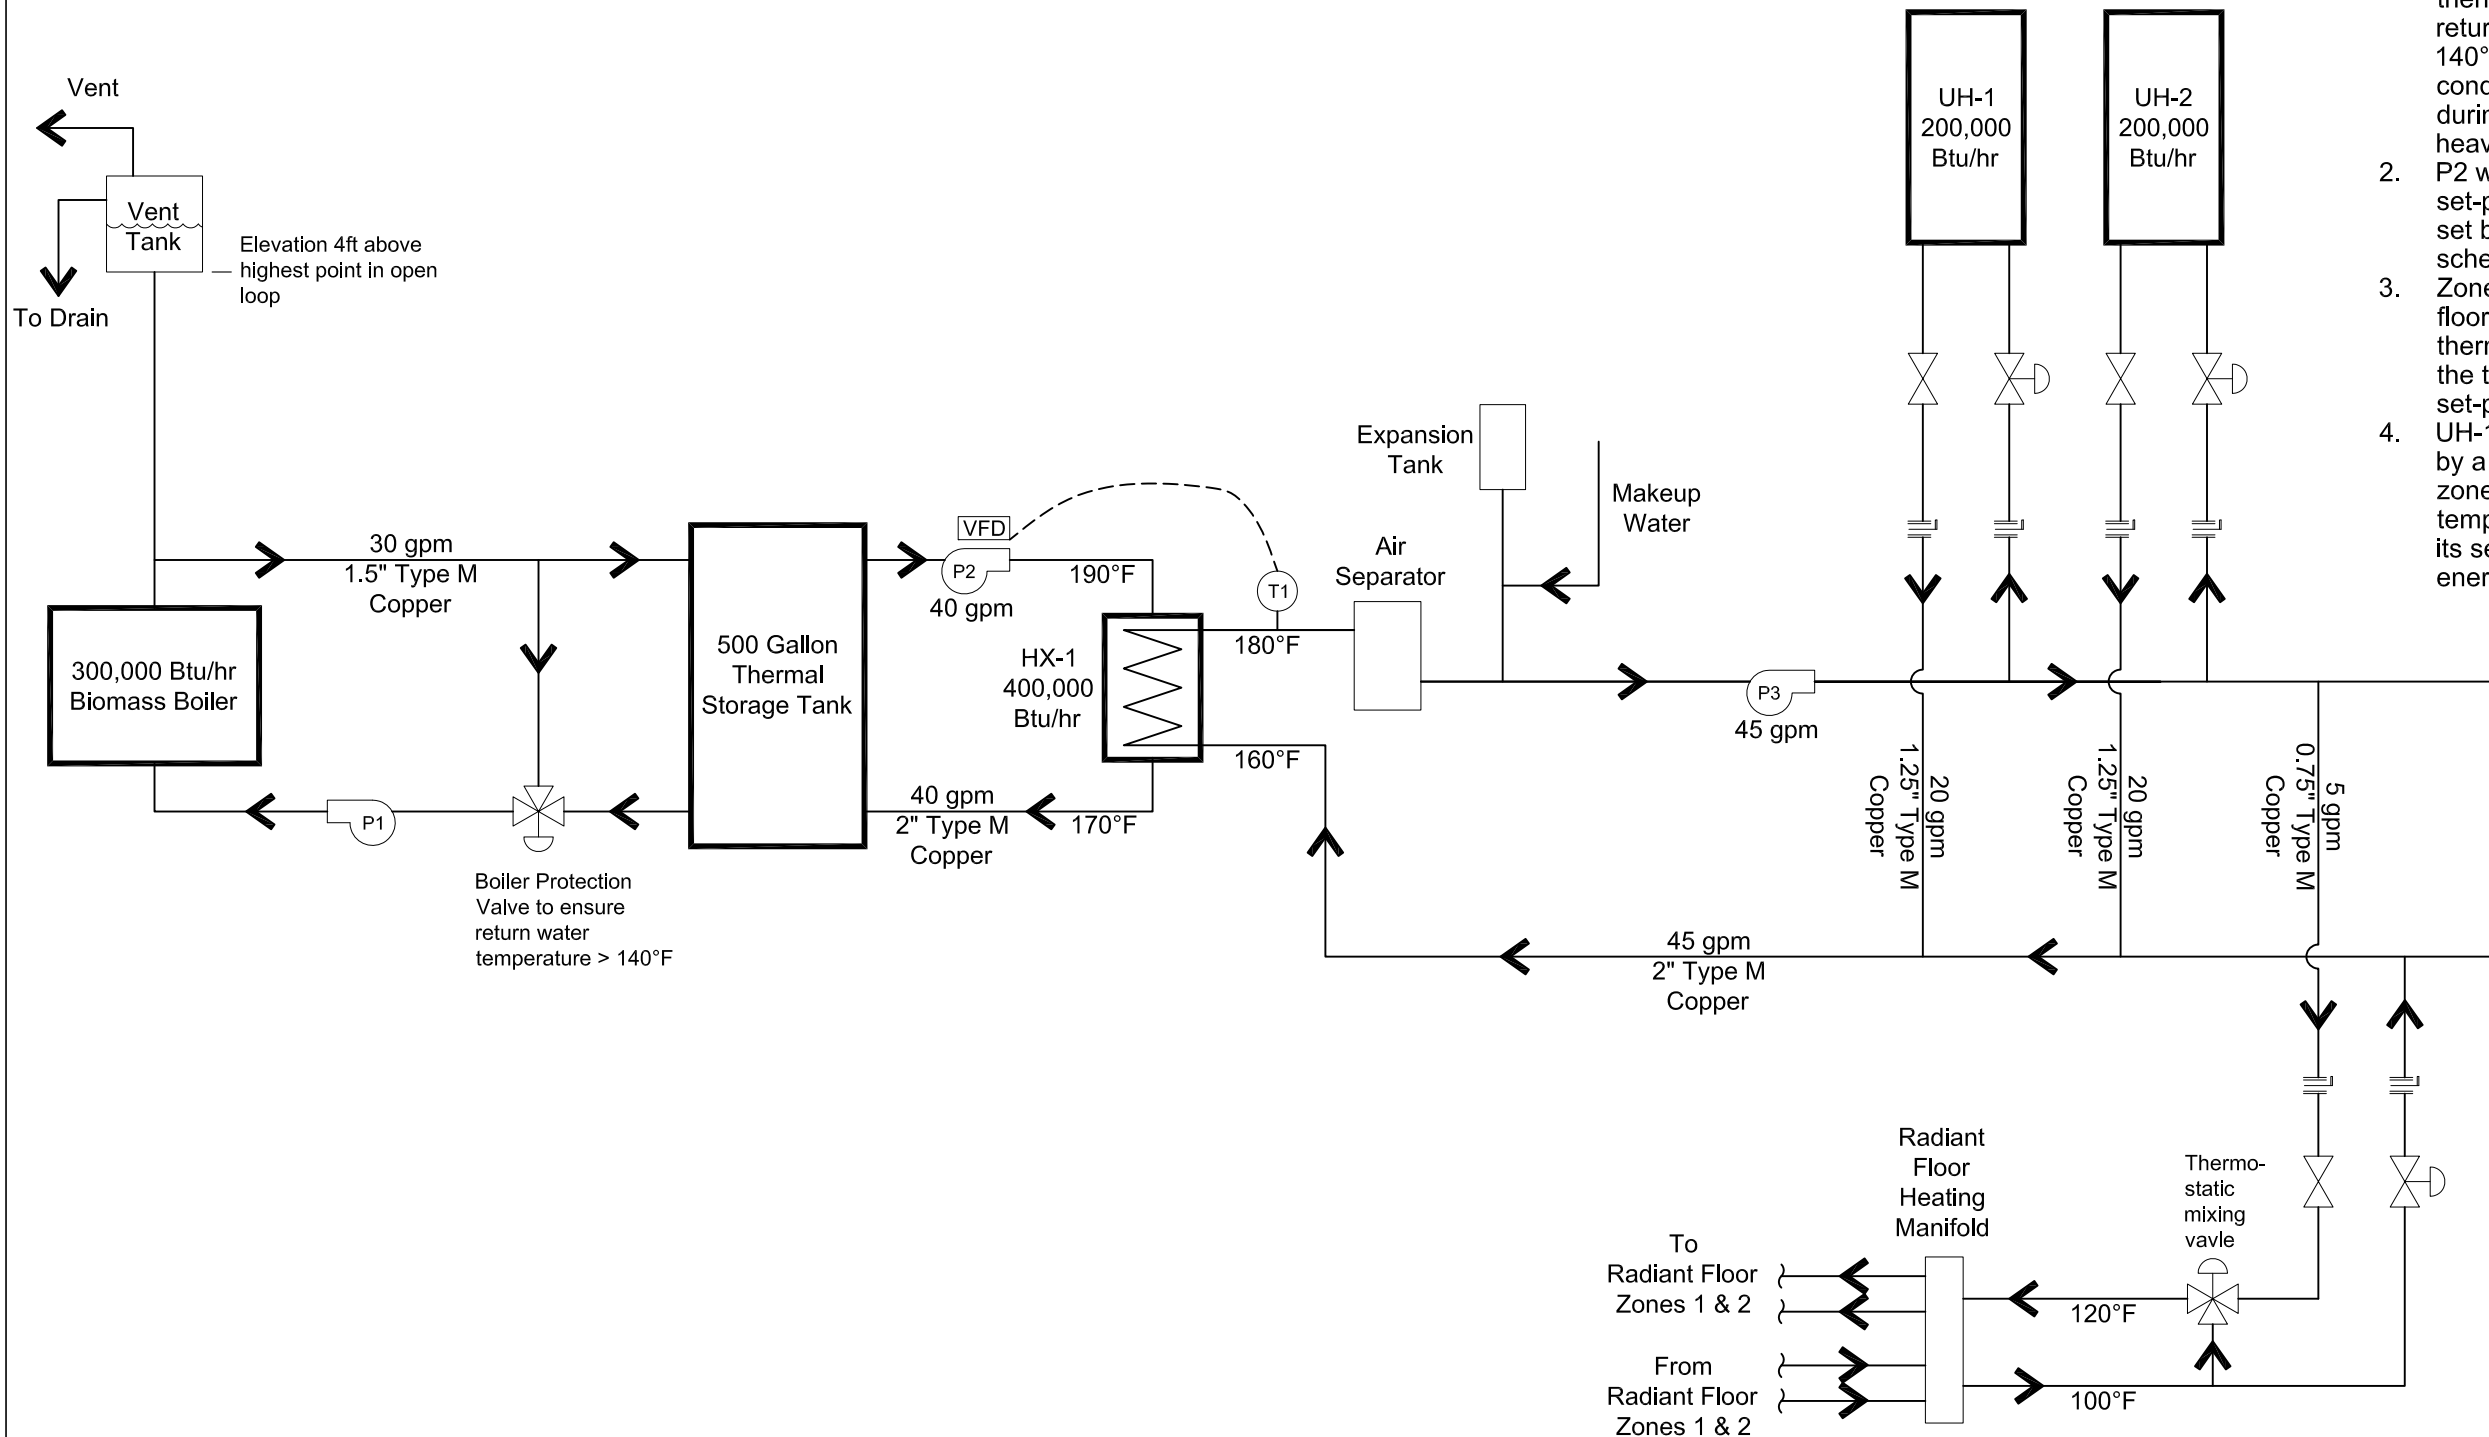 Vent
Vent
Tank
To Drain
Elevation 4ft above
highest point in open
loop
30 gpm
1.5" Type M
Copper
300,000 Btu/hr
Biomass Boiler
P1
Boiler Protection
Valve to ensure
return water
temperature > 140°F
500 Gallon
Thermal
Storage Tank
VFD
P2
40 gpm
190°F
HX-1
400,000
Btu/hr
40 gpm
2" Type M
Copper
170°F
T1
180°F
160°F
Air
Separator
Expansion
Tank
Makeup
Water
P3
45 gpm
45 gpm
2" Type M
Copper
UH-1
200,000
Btu/hr
UH-2
200,000
Btu/hr
20 gpm
1.25" Type M
Copper
20 gpm
1.25" Type M
Copper
5 gpm
0.75" Type M
Copper
Radiant
Floor
Heating
Manifold
Thermo-
static
mixing
vavle
To
Radiant Floor
Zones 1 & 2
From
Radiant Floor
Zones 1 & 2
120°F
100°F
140°
2. P2
set
3.
floor
the
4.
by a